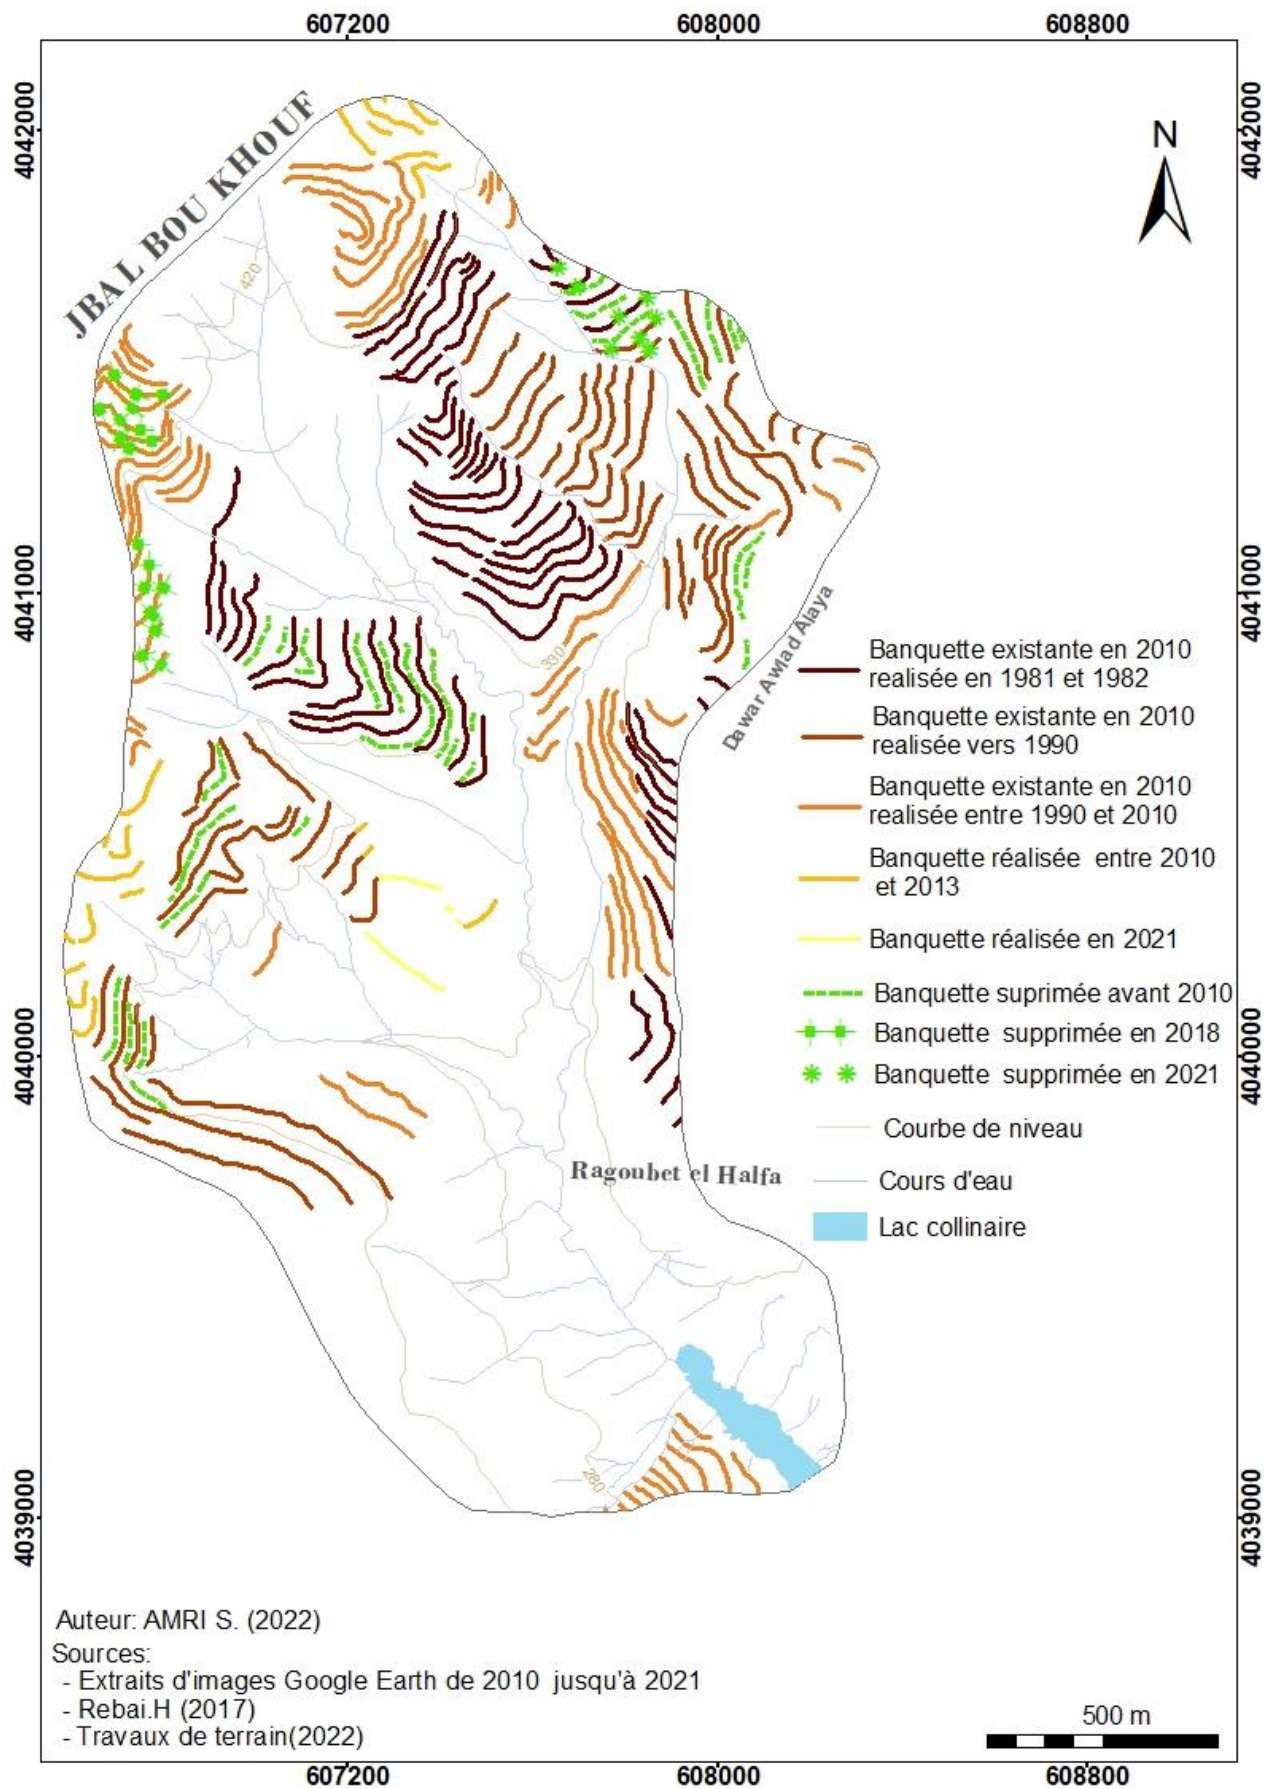 607200
608000
608800
4042000
4042000
N
JBAL BOU KHOUF
420
4041000
4041000
330
Dawar Awlad Alaya
Banquette existante en 2010
realisée en 1981 et 1982
Banquette existante en 2010
realisée vers 1990
Banquette existante en 2010
realisée entre 1990 et 2010
Banquette réalisée entre 2010
et 2013
Banquette réalisée en 2021
Banquette suprimée avant 2010
Banquette supprimée en 2018
Banquette supprimée en 2021
Courbe de niveau
Cours d'eau
Lac collinaire
4040000
4040000
Ragoubet el Halfa
280
4039000
4039000
Auteur: AMRI S. (2022)
Sources:
- Extraits d'images Google Earth de 2010 jusqu'à 2021
- Rebai.H (2017)
- Travaux de terrain(2022)
500 m
607200
608000
608800